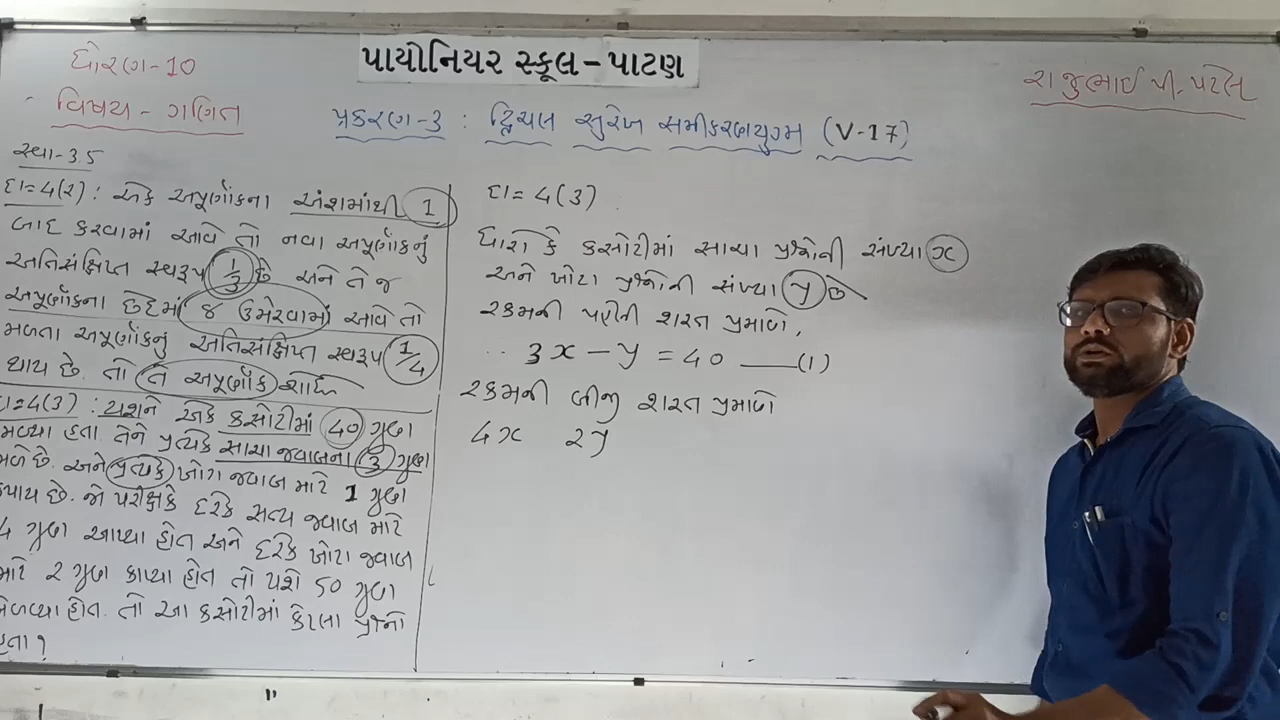 પાયોનિયર સ્કૂલ - પાટણ
ધોરણ-10
વિષય - ગણિત
પ્રકરણ-3 : દ્વિચલ સુરેખ સમીકરણયુગ્મ (V-17)
રાજુભાઈ પી. પટેલ
સ્વા-3.5
દા=4(2) : એક અપૂર્ણાંકના અંશમાંથી 1
બાદ કરવામાં આવે તો નવા અપૂર્ણાંકનું
અતિસંક્ષિપ્ત સ્વરૂપ 1/3 છે અને તે જ
અપૂર્ણાંકના છેદમાં ૪ ઉમેરવામાં આવે તો
મળતા અપૂર્ણાંકનું અતિસંક્ષિપ્ત સ્વરૂપ 1/4
થાય છે. તો તે અપૂર્ણાંક શોધો
દા=4(3) : યશને એક કસોટીમાં 40 ગુણ
મળ્યા હતા. તેને પ્રત્યેક સાચા જવાબના 3 ગુણ
મળે છે. અને પ્રત્યેક ખોટા જવાબ માટે 1 ગુણ
કપાય છે. જો પરીક્ષકે દરેક સત્ય જવાબ માટે
4 ગુણ આપ્યા હોત અને દરેક ખોટા જવાબ
માટે 2 ગુણ કાપ્યા હોત તો યશે 50 ગુણ
મેળવ્યા હોત. તો આ કસોટીમાં કેટલા પ્રશ્નો
હતા ?
દા= 4(3)
ધારો કે કસોટીમાં સાચા પ્રશ્નોની સંખ્યા x
અને ખોટા પ્રશ્નોની સંખ્યા y છે
રકમની પહેલી શરત પ્રમાણે,
∴ 3x - y = 40 ___(1)
રકમની બીજી શરત પ્રમાણે
4x 2y